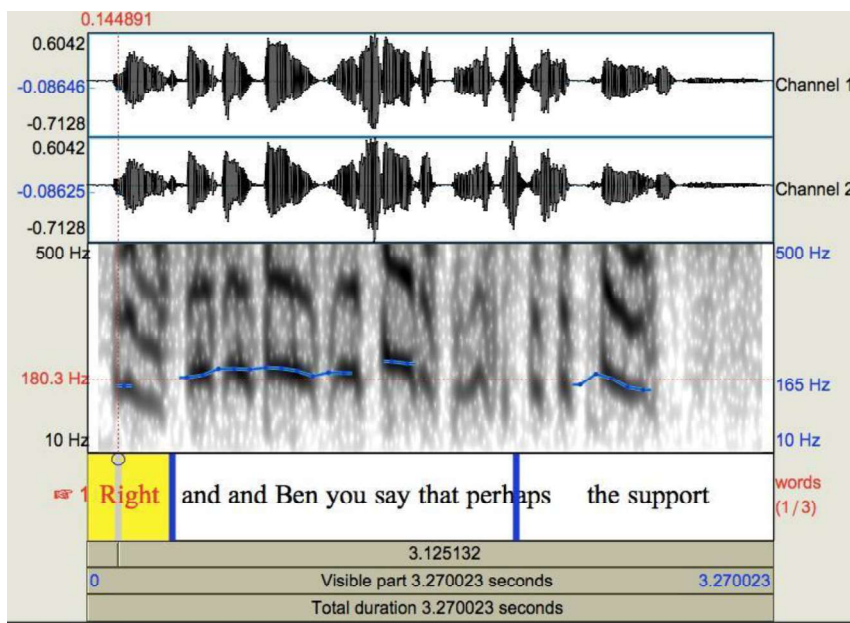 0.144891
0.6042
-0.08646
-0.7128
Channel 1
0.6042
-0.08625
-0.7128
Channel 2
500 Hz 500 Hz
180.3 Hz 165 Hz
10 Hz 10 Hz
☞ 1 Right and and Ben you say that perhaps the support words
(1/3)
3.125132
0 Visible part 3.270023 seconds 3.270023
Total duration 3.270023 seconds